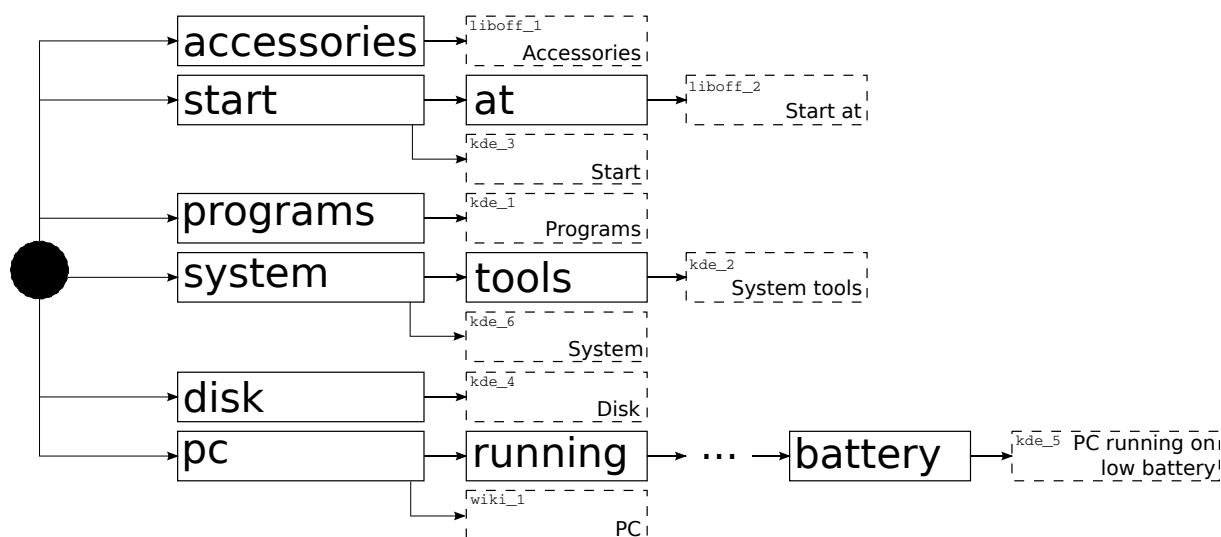 accessories
liboff_1
Accessories
start
at
liboff_2
Start at
kde_3
Start
programs
kde_1
Programs
system
tools
kde_2
System tools
kde_6
System
disk
kde_4
Disk
pc
running
...
battery
kde_5 PC running on
low battery
wiki_1
PC